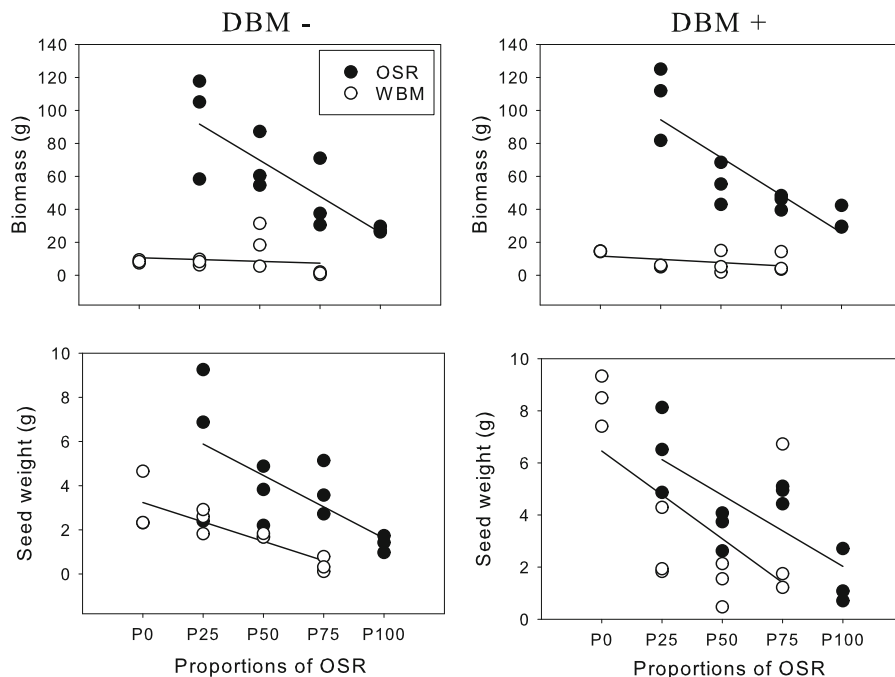 DBM -
DBM +
140
120
100
80
60
40
20
0
Biomass (g)
OSR
WBM
140
120
100
80
60
40
20
0
Biomass (g)
10
8
6
4
2
0
Seed weight (g)
P0 P25 P50 P75 P100
Proportions of OSR
10
8
6
4
2
0
Seed weight (g)
P0 P25 P50 P75 P100
Proportions of OSR